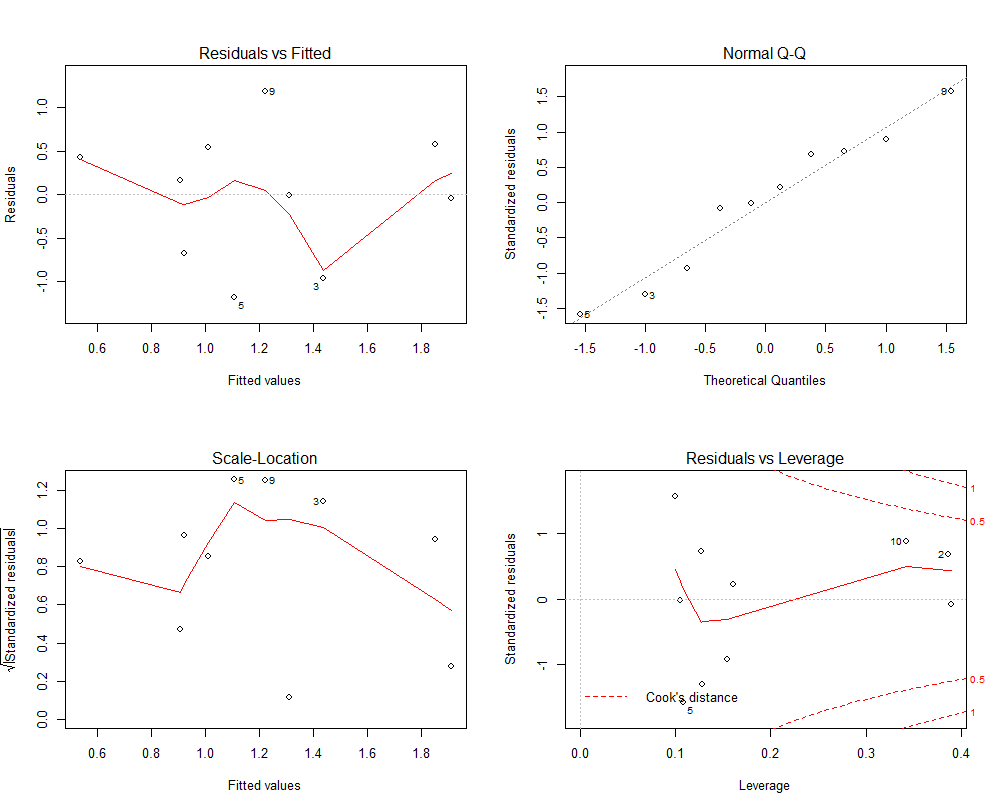 Residuals vs Fitted
Residuals
1.0
0.5
0.0
-0.5
-1.0
9
3
5
0.6 0.8 1.0 1.2 1.4 1.6 1.8
Fitted values
Normal Q-Q
Standardized residuals
1.5
1.0
0.5
0.0
-0.5
-1.0
-1.5
9
3
5
-1.5 -1.0 -0.5 0.0 0.5 1.0 1.5
Theoretical Quantiles
Scale-Location
√|Standardized residuals|
1.2
1.0
0.8
0.6
0.4
0.2
0.0
5 9
3
0.6 0.8 1.0 1.2 1.4 1.6 1.8
Fitted values
Residuals vs Leverage
Standardized residuals
1
0
-1
1
0.5
10
2
0.5
Cook's distance
5
1
0.0 0.1 0.2 0.3 0.4
Leverage